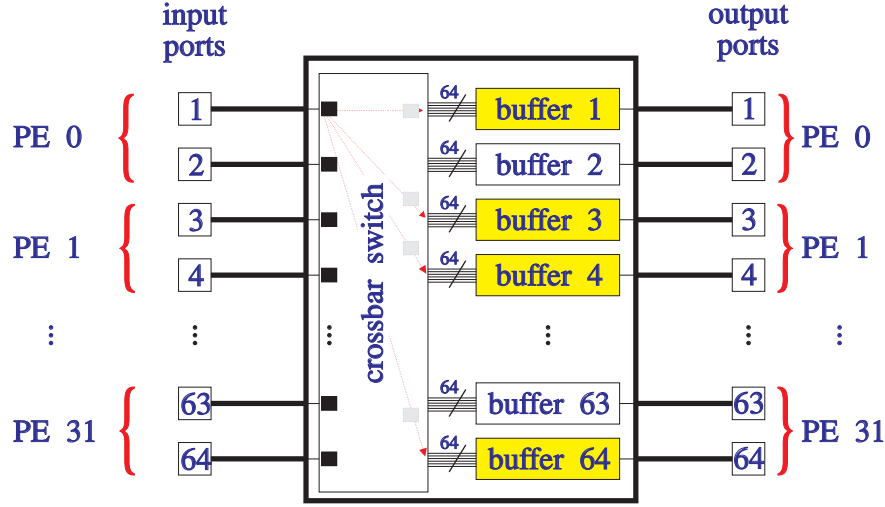 input
ports
output
ports
PE 0
1
64
buffer 1
1
PE 0
2
64
buffer 2
2
PE 1
3
64
buffer 3
3
PE 1
4
64
buffer 4
4
crossbar switch
PE 31
63
64
buffer 63
63
PE 31
64
64
buffer 64
64